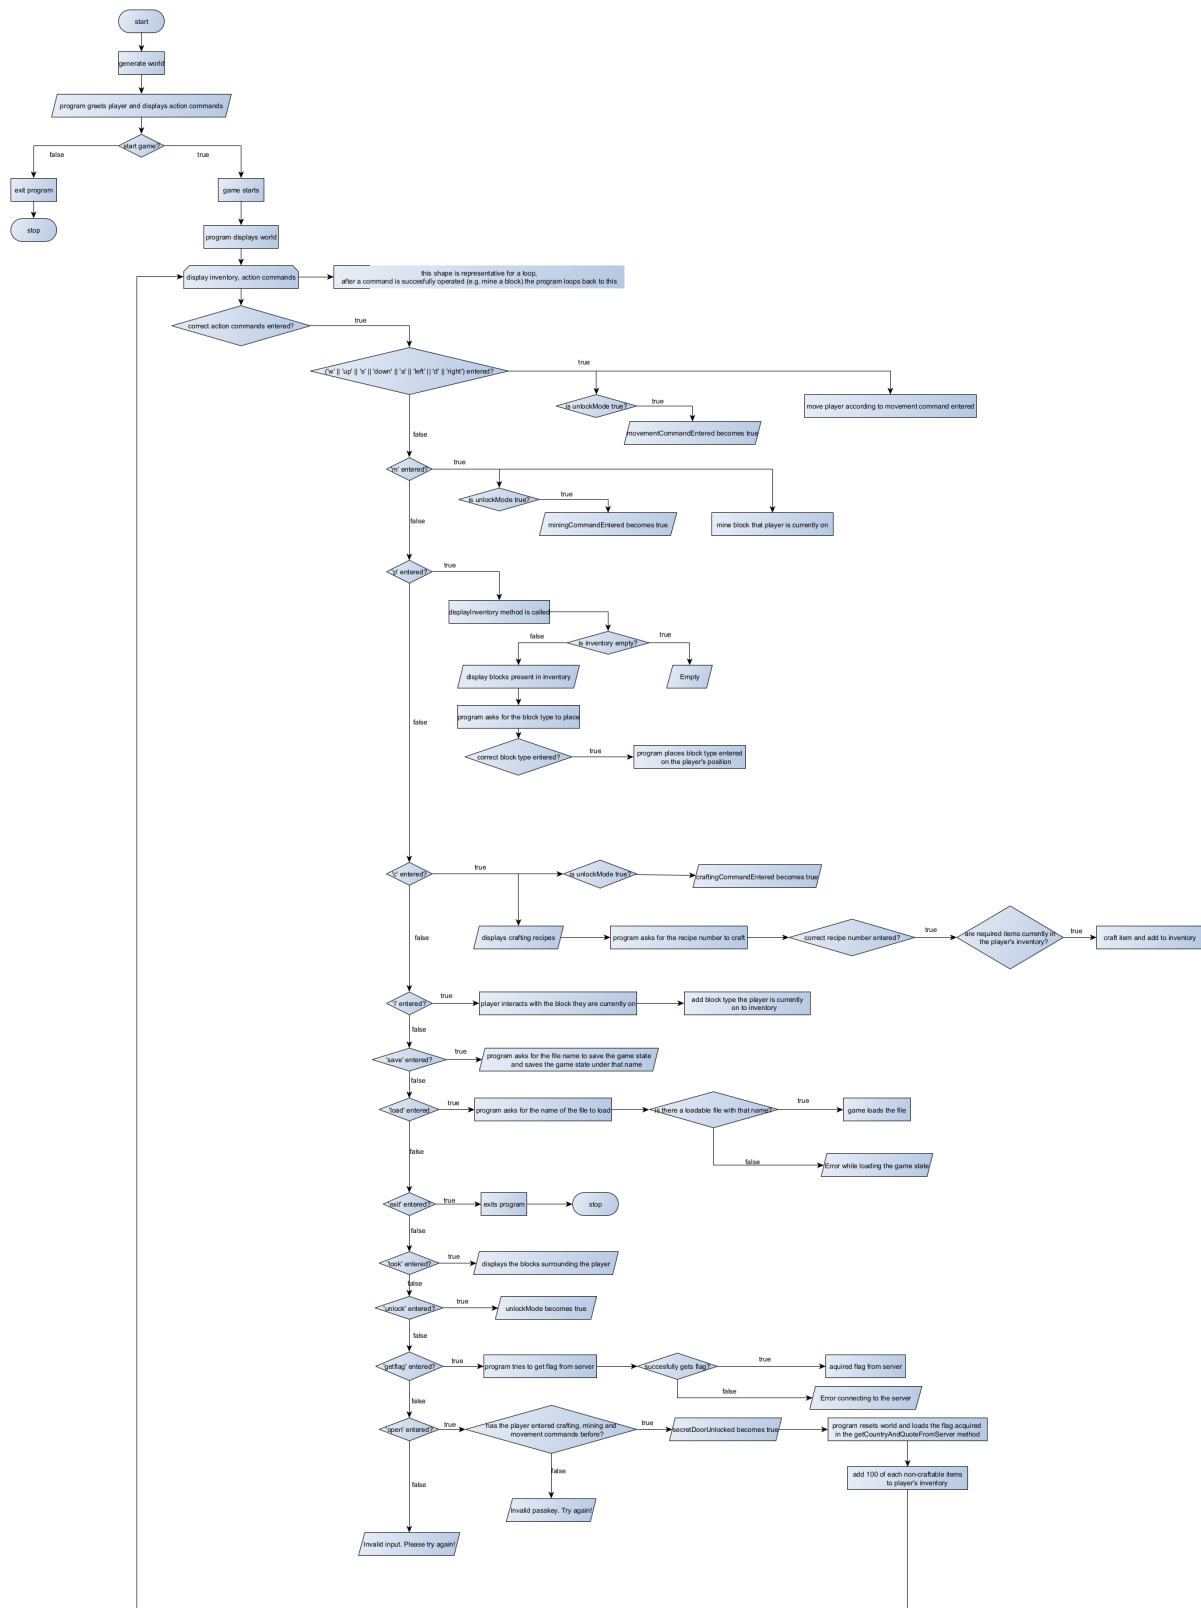 start
generate world
program greets player and displays action commands
start game?
false
true
exit program
game starts
stop
program displays world
display inventory, action commands
this shape is representative for a loop,
after a command is succesfully operated (e.g. mine a block) the program loops back to this
correct action commands entered?
true
('w' || 'up' || 's' || 'down' || 'a' || 'left' || 'd' || 'right') entered?
true
is unlockMode true?
true
movementCommandEntered becomes true
move player according to movement command entered
false
'm' entered?
true
is unlockMode true?
true
miningCommandEntered becomes true
mine block that player is currently on
false
'p' entered?
true
displayInventory method is called
is inventory empty?
false
true
display blocks present in inventory
Empty
program asks for the block type to place
correct block type entered?
true
program places block type entered
on the player's position
false
'c' entered?
true
is unlockMode true?
craftingCommandEntered becomes true
displays crafting recipes
program asks for the recipe number to craft
correct recipe number entered?
true
are required items currently in
the player's inventory?
true
craft item and add to inventory
false
'i' entered?
true
player interacts with the block they are currently on
add block type the player is currently
on to inventory
false
'save' entered?
true
program asks for the file name to save the game state
and saves the game state under that name
false
'load' entered
true
program asks for the name of the file to load
is there a loadable file with that name?
true
game loads the file
false
Error while loading the game state
false
'exit' entered?
true
exits program
stop
false
'look' entered?
true
displays the blocks surrounding the player
false
'unlock' entered?
true
unlockMode becomes true
false
'getflag' entered?
true
program tries to get flag from server
succesfully gets flag?
true
aquired flag from server
false
Error connecting to the server
false
'open' entered?
true
has the player entered crafting, mining and
movement commands before?
true
secretDoorUnlocked becomes true
program resets world and loads the flag acquired
in the getCountryAndQuoteFromServer method
add 100 of each non-craftable items
to player's inventory
false
Invalid passkey. Try again!
false
Invalid input. Please try again!